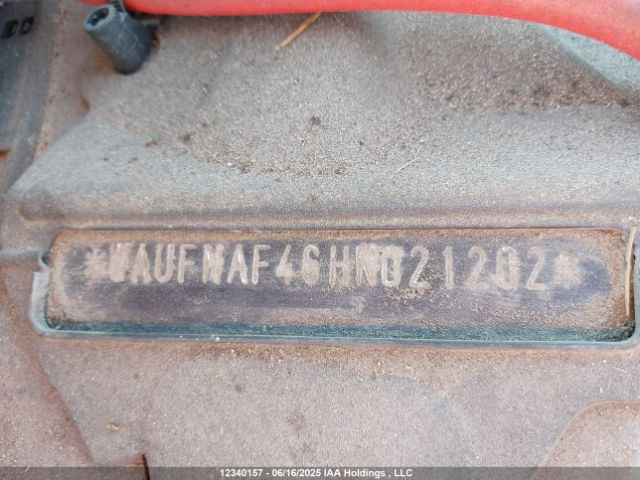 *WAUFNAF46HN021202*
12340157 - 06/16/2025 IAA Holdings , LLC